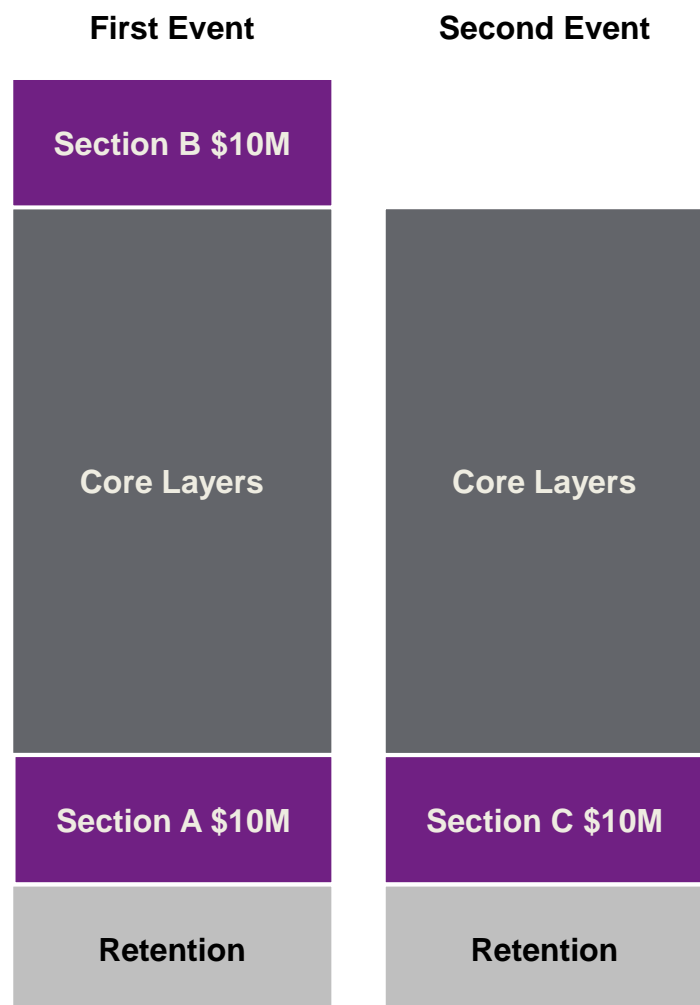 First Event
Second Event
Section B $10M
Core Layers
Core Layers
Section A $10M
Section C $10M
Retention
Retention